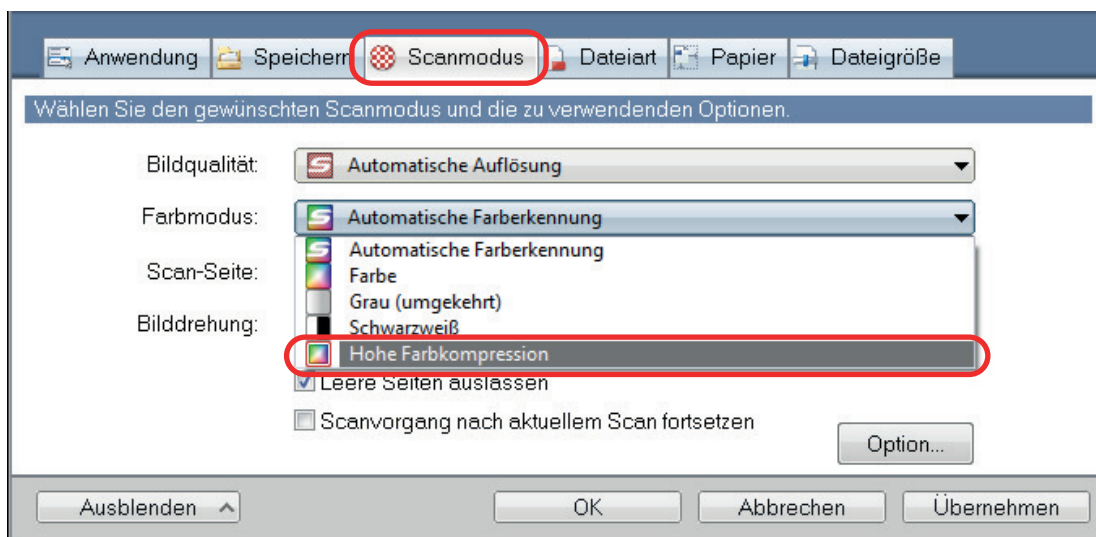 Anwendung Speichern Scanmodus Dateiart Papier Dateigröße
Wählen Sie den gewünschten Scanmodus und die zu verwendenden Optionen.
Bildqualität: Automatische Auflösung
Farbmodus: Automatische Farberkennung
Automatische Farberkennung
Scan-Seite: Farbe
Grau (umgekehrt)
Bilddrehung: Schwarzweiß
Hohe Farbkompression
Leere Seiten auslassen
Scanvorgang nach aktuellem Scan fortsetzen
Option...
Ausblenden OK Abbrechen Übernehmen